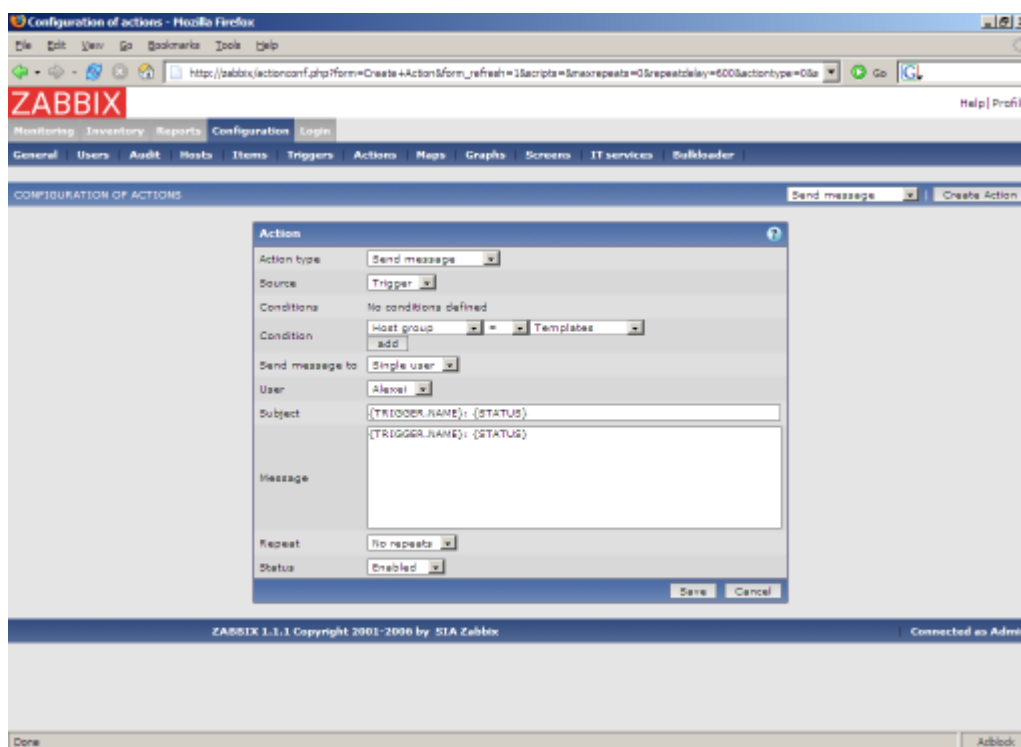 Configuration of actions - Mozilla Firefox
File Edit View Go Bookmarks Tools Help
http://zabbix/actionconf.php?form=Create+Action&form_refresh=1&scripts=&maxrepeats=0&repeatdelay=600&actiontype=0&s Go G
ZABBIX Help | Profil
Monitoring Inventory Reports Configuration Login
General Users Audit Hosts Items Triggers Actions Maps Graphs Screens IT services Bulkloader
CONFIGURATION OF ACTIONS Send message | Create Action
Action
Action type Send message
Source Trigger
Conditions No conditions defined
Condition Host group = Templates
add
Send message to Single user
User Alexei
Subject {TRIGGER.NAME}: {STATUS}
Message {TRIGGER.NAME}: {STATUS}
Repeat No repeats
Status Enabled
Save Cancel
ZABBIX 1.1.1 Copyright 2001-2006 by SIA Zabbix Connected as Admi
Done Adblock